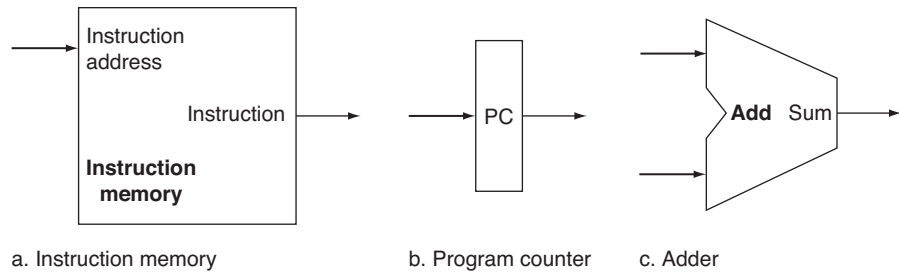 Instruction
address
Instruction
Instruction
memory
PC
Add Sum
a. Instruction memory
b. Program counter
c. Adder